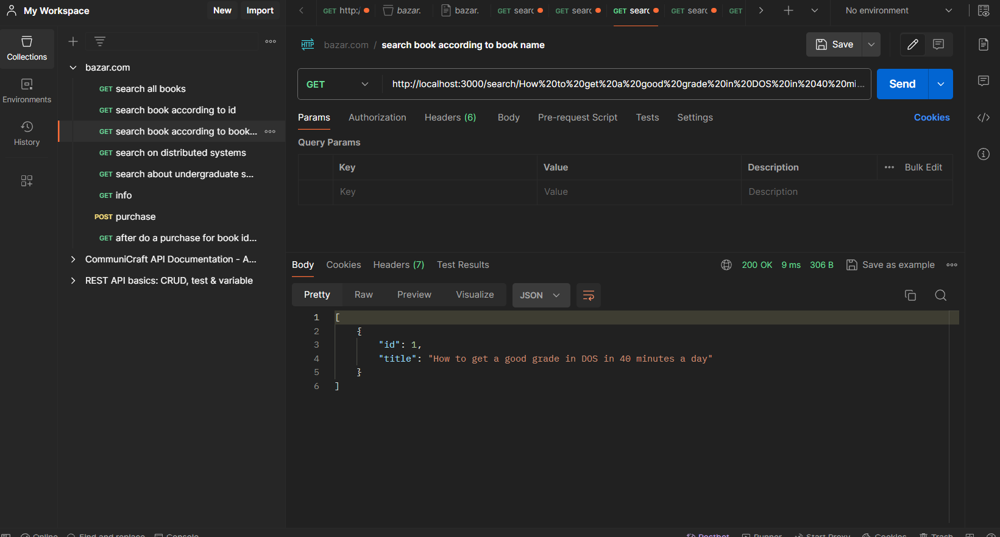 My Workspace
New
Import
GET http:/
bazar.
bazar.
GET searc
GET searc
GET searc
GET searc
GET
No environment
Collections
Environments
History
bazar.com
GET search all books
GET search book according to id
GET search book according to book...
GET search on distributed systems
GET search about undergraduate s...
GET info
POST purchase
GET after do a purchase for book id...
CommuniCraft API Documentation - A...
REST API basics: CRUD, test & variable
HTTP bazar.com / search book according to book name
Save
GET
http://localhost:3000/search/How%20to%20get%20a%20good%20grade%20in%20DOS%20in%2040%20mi...
Send
Params Authorization Headers (6) Body Pre-request Script Tests Settings
Cookies
Query Params
Key Value Description Bulk Edit
Key Value Description
Body Cookies Headers (7) Test Results
200 OK 9 ms 306 B Save as example
Pretty Raw Preview Visualize JSON
1 [
2 {
3 "id": 1,
4 "title": "How to get a good grade in DOS in 40 minutes a day"
5 }
6 ]
Online Find and replace Console
Postbot Runner Start Proxy Cookies Trash